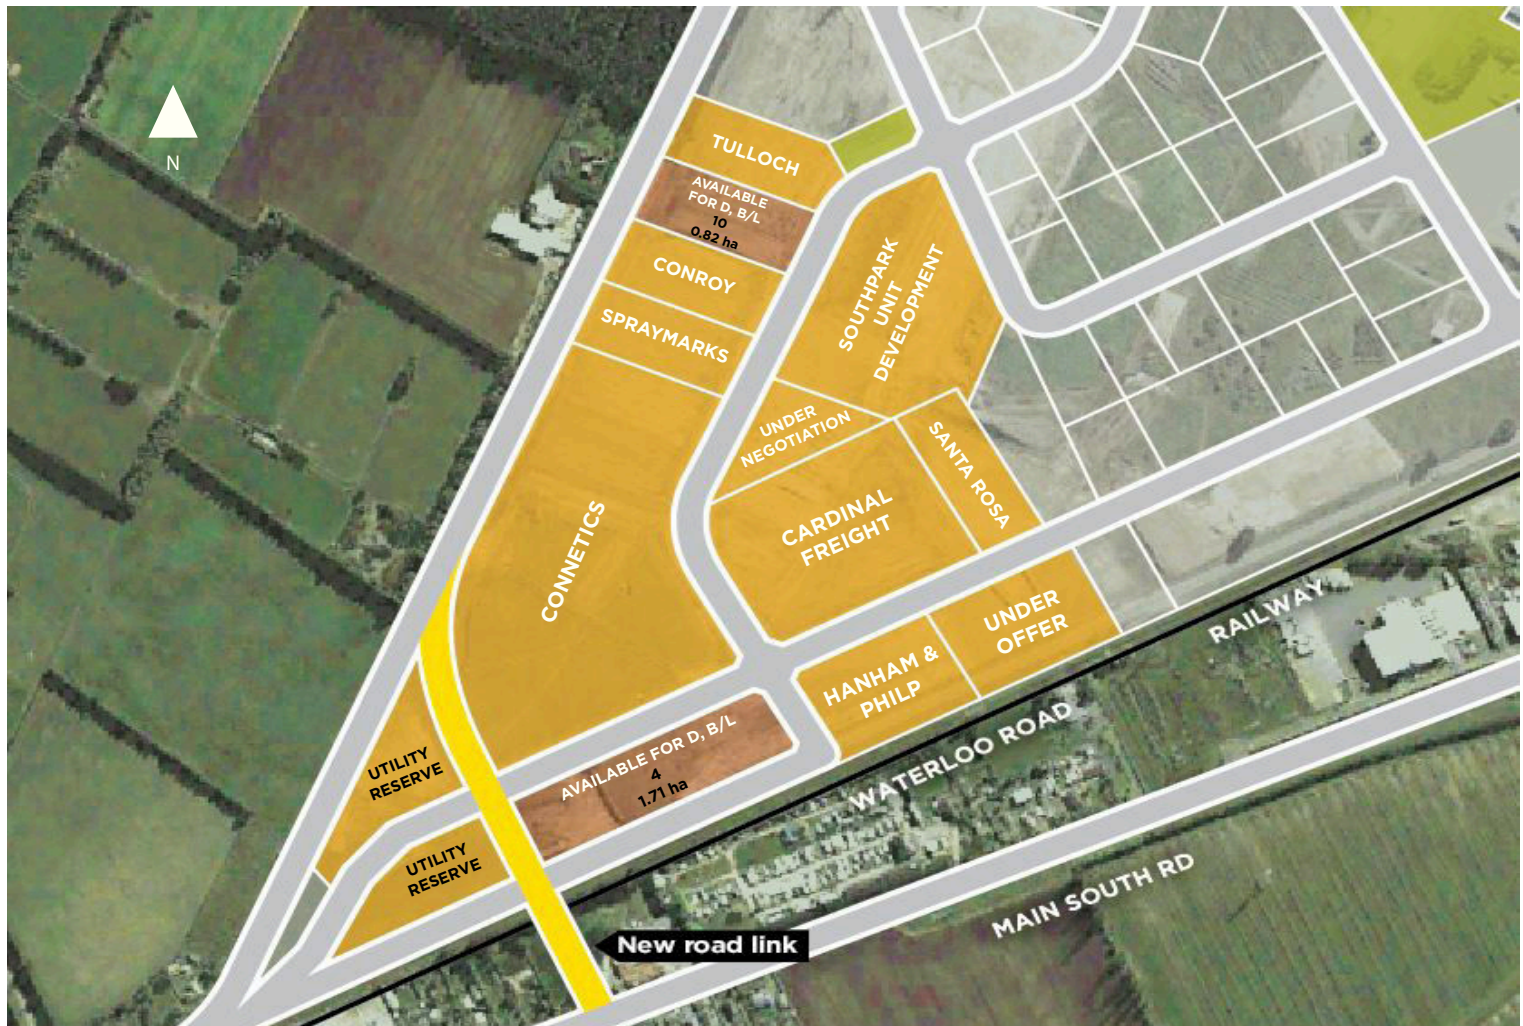 N
TULLOCH
AVAILABLE
FOR D, B/L
10
0.82 ha
CONROY
SPRAYMARKS
SOUTHPARK
UNIT
DEVELOPMENT
UNDER
NEGOTIATION
SANTA ROSA
CARDINAL
FREIGHT
CONNETICS
UNDER
OFFER
HANHAM &
PHILP
RAILWAY
AVAILABLE FOR D, B/L
4
1.71 ha
WATERLOO ROAD
UTILITY
RESERVE
UTILITY
RESERVE
MAIN SOUTH RD
New road link